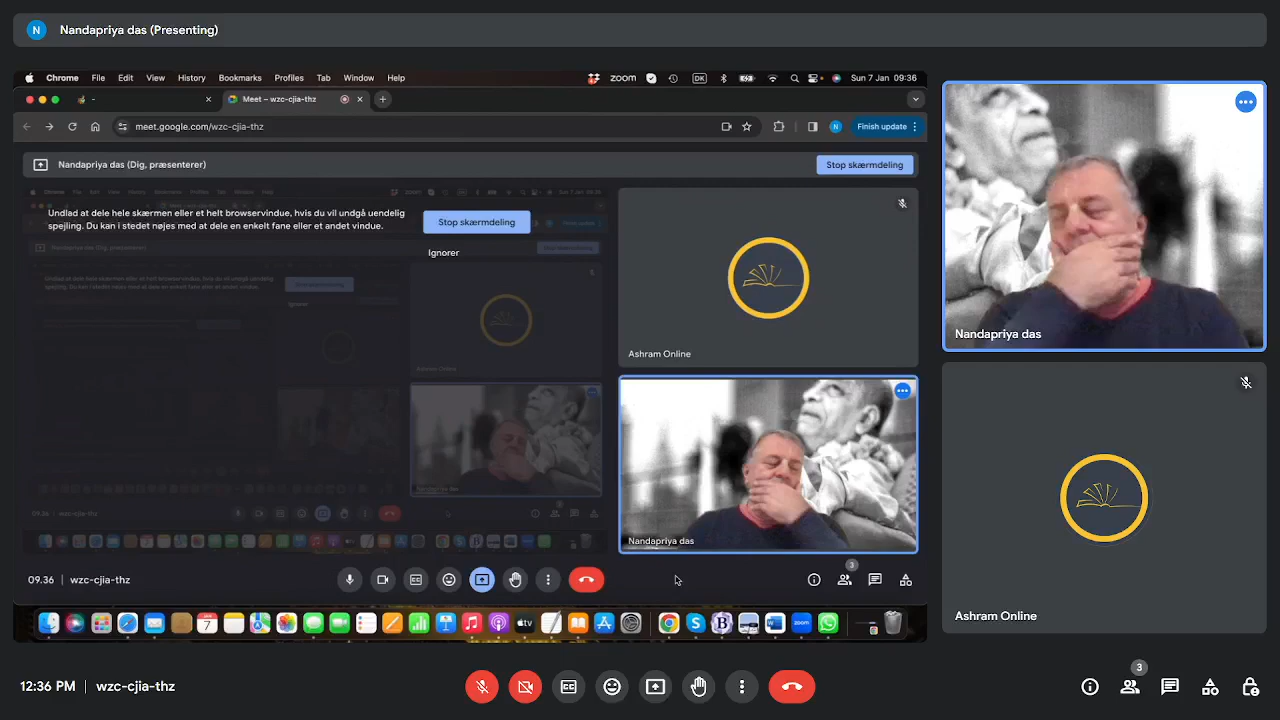 N Nandapriya das (Presenting)
Chrome File Edit View History Bookmarks Profiles Tab Window Help zoom DK Sun 7 Jan 09:36
-
Meet – wzc-cjia-thz
meet.google.com/wzc-cjia-thz
N
Finish update
Nandapriya das (Dig, præsenterer)
Stop skærmdeling
Undlad at dele hele skærmen eller et helt browservindue, hvis du vil undgå uendelig
spejling. Du kan i stedet nøjes med at dele en enkelt fane eller et andet vindue.
Stop skærmdeling
Ignorer
Ashram Online
Nandapriya das
09.36 | wzc-cjia-thz
3
Nandapriya das
Ashram Online
12:36 PM | wzc-cjia-thz
3